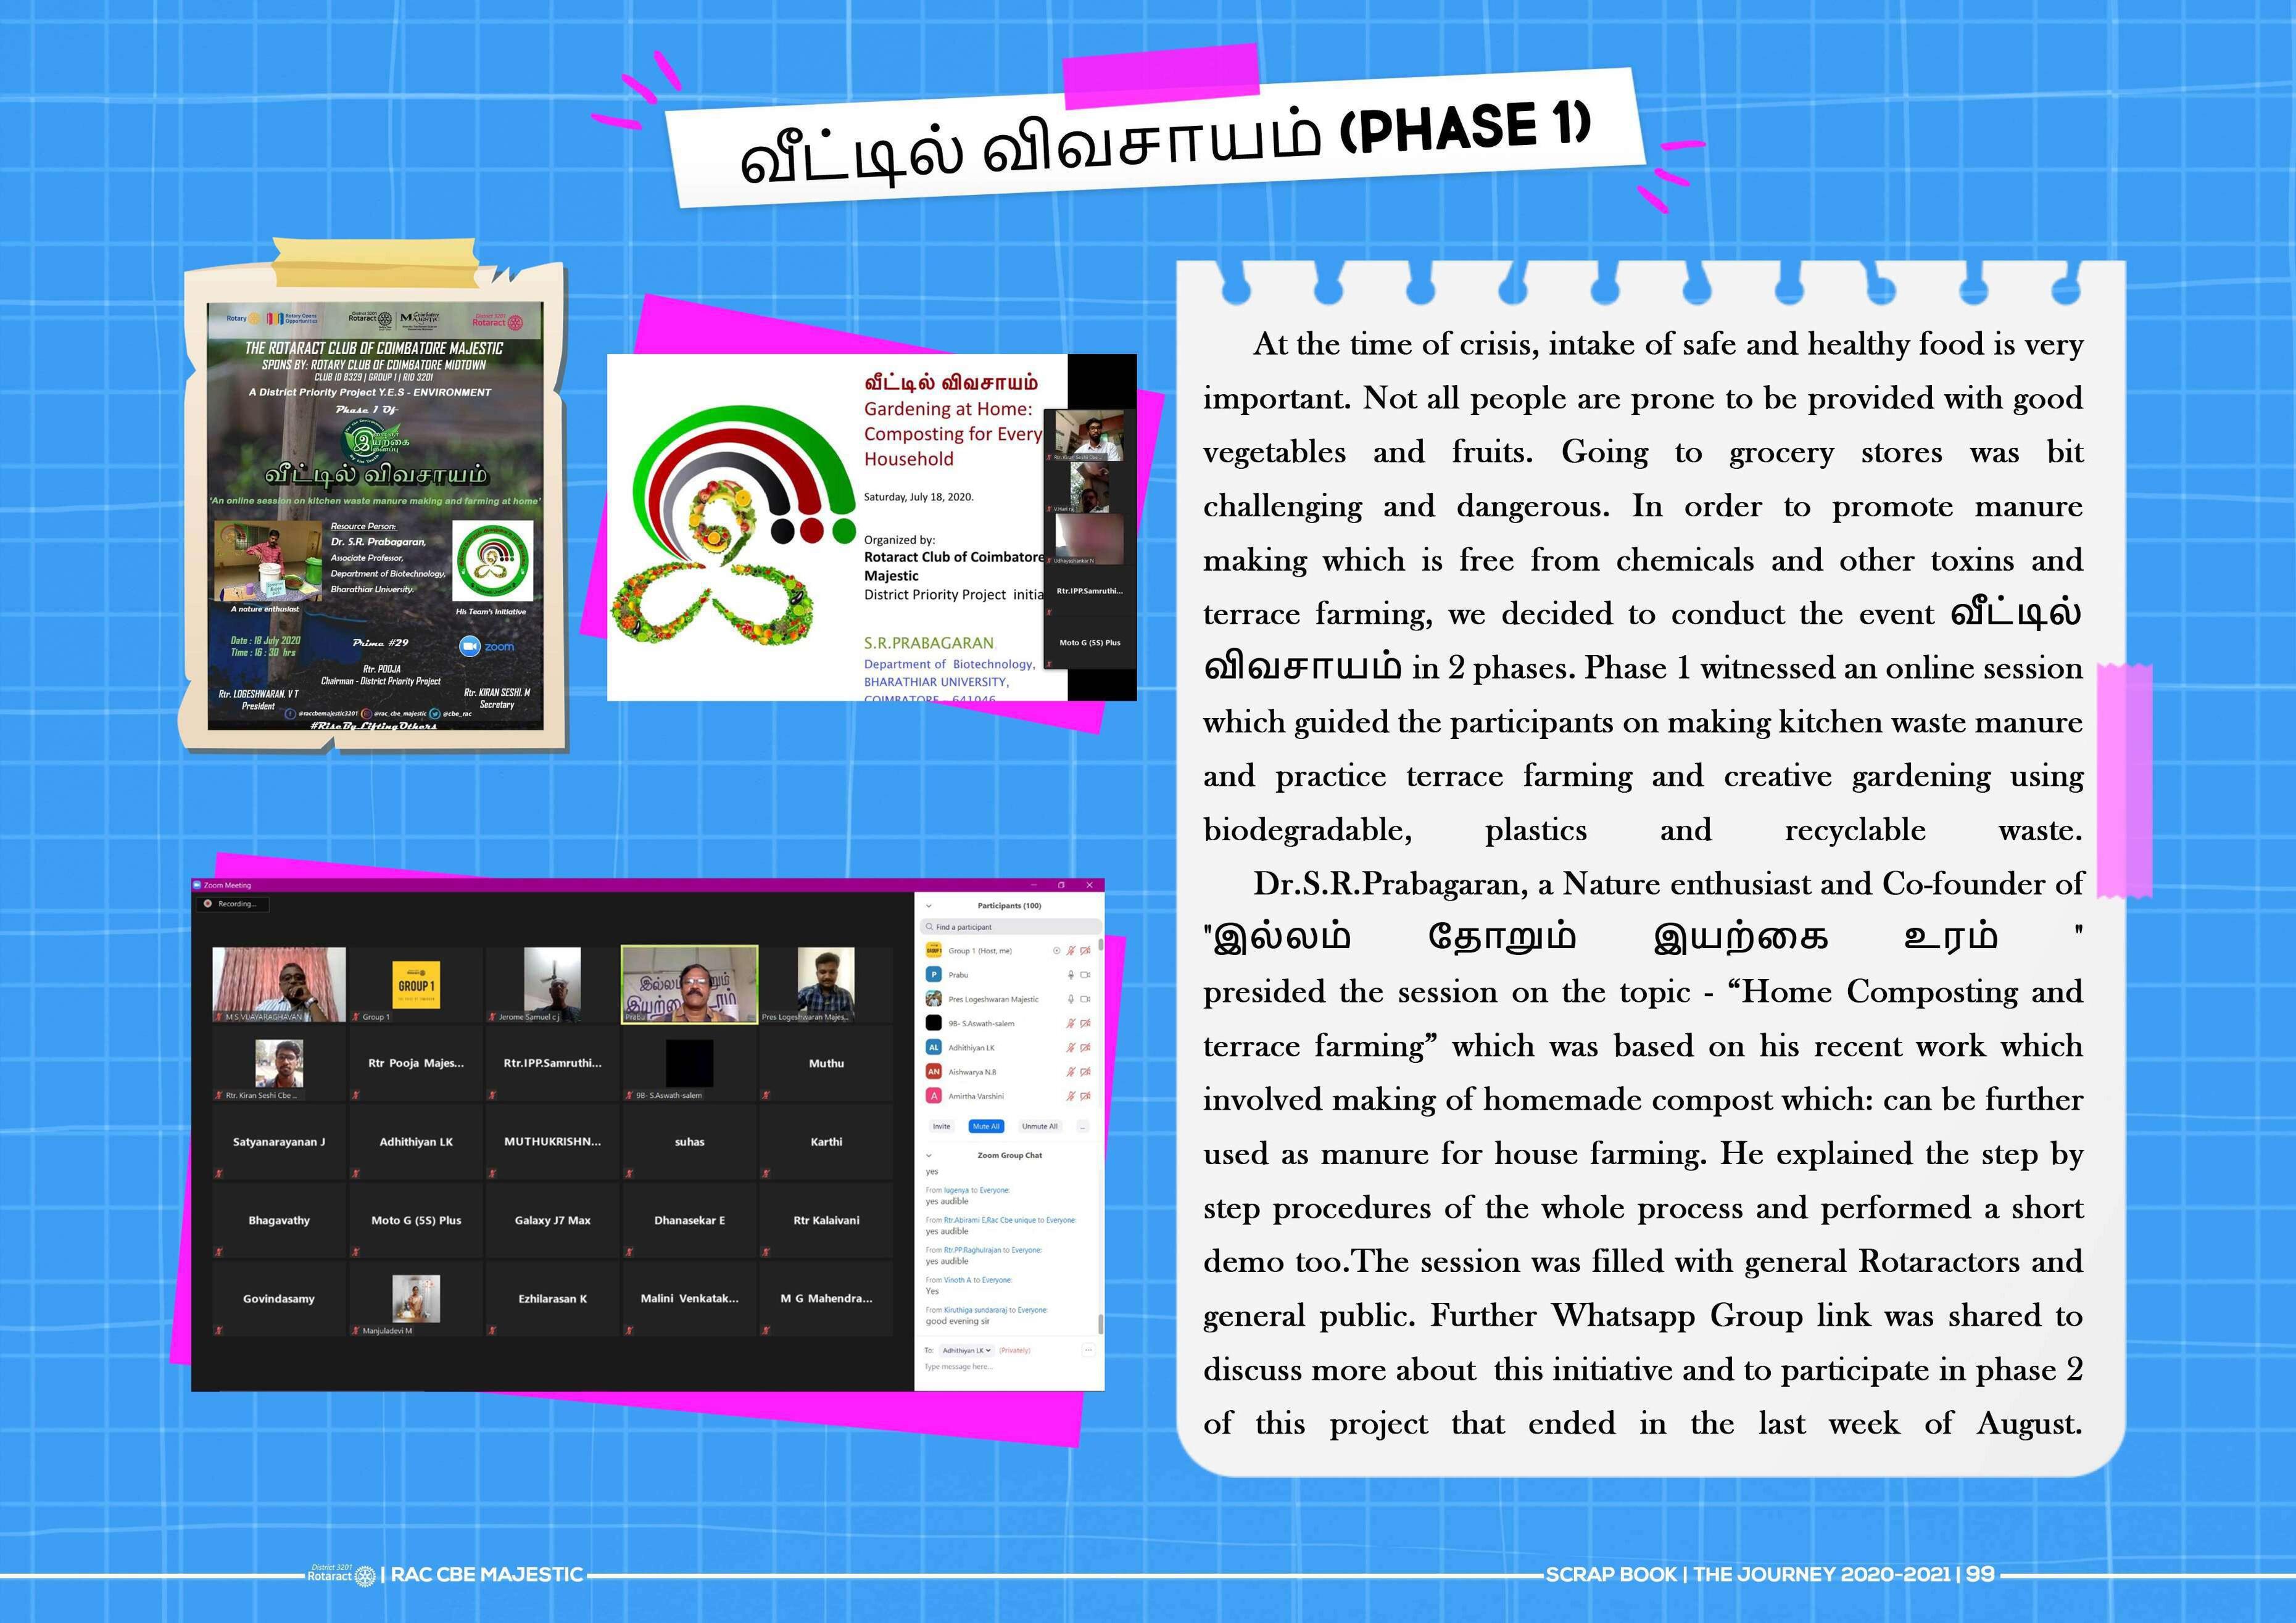 வீட்டில் விவசாயம் (PHASE 1)
Rotary
Rotary Opens
Opportunities
District 3201
Rotaract
Coimbatore
MAJESTIC
District 3201
Rotaract
THE ROTARACT CLUB OF COIMBATORE MAJESTIC
SPONS BY: ROTARY CLUB OF COIMBATORE MIDTOWN
CLUB ID 8329 | GROUP 1 | RID 3201
A District Priority Project Y.E.S - ENVIRONMENT
Phase 1 Of-
இயற்கை
வீட்டில் விவசாயம்
'An online session on kitchen waste manure making and farming at home'
Resource Person:
Dr. S.R. Prabagaran,
Associate Professor,
Department of Biotechnology,
Bharathiar University.
A nature enthusiast
His Team's Initiative
Date : 18 July 2020
Time : 16 : 30 hrs
Prime #29
zoom
Rtr. POOJA
Chairman - District Priority Project
Rtr. LOGESHWARAN. V T
President
Rtr. KIRAN SESHI. M
Secretary
@raccbemajestic3201 @rac_cbe_majestic @cbe_rac
#RiseByLiftingOthers
வீட்டில் விவசாயம்
Gardening at Home:
Composting for Every
Household
Saturday, July 18, 2020.
Organized by:
Rotaract Club of Coimbatore
Majestic
District Priority Project initia
S.R.PRABAGARAN
Department of Biotechnology,
BHARATHIAR UNIVERSITY,
COIMBATORE - 641046
Rtr.IPP.Samruthi...
Moto G (5S) Plus
At the time of crisis, intake of safe and healthy food is very
important. Not all people are prone to be provided with good
vegetables and fruits. Going to grocery stores was bit
challenging and dangerous. In order to promote manure
making which is free from chemicals and other toxins and
terrace farming, we decided to conduct the event வீட்டில்
விவசாயம் in 2 phases. Phase 1 witnessed an online session
which guided the participants on making kitchen waste manure
and practice terrace farming and creative gardening using
biodegradable, plastics and recyclable waste.
Dr.S.R.Prabagaran, a Nature enthusiast and Co-founder of
"இல்லம் தோறும் இயற்கை உரம் "
presided the session on the topic - “Home Composting and
terrace farming” which was based on his recent work which
involved making of homemade compost which: can be further
used as manure for house farming. He explained the step by
step procedures of the whole process and performed a short
demo too.The session was filled with general Rotaractors and
general public. Further Whatsapp Group link was shared to
discuss more about this initiative and to participate in phase 2
of this project that ended in the last week of August.
Zoom Meeting
Recording...
M.S.VIJAYARAGHAVAN
GROUP 1
Group 1
Jerome Samuel c j
Prabu
Pres Logeshwaran Majes...
Rtr. Kiran Seshi Cbe ...
Rtr Pooja Majes...
Rtr.IPP.Samruthi...
9B- S.Aswath-salem
Muthu
Satyanarayanan J
Adhithiyan LK
MUTHUKRISHN...
suhas
Karthi
Bhagavathy
Moto G (5S) Plus
Galaxy J7 Max
Dhanasekar E
Rtr Kalaivani
Govindasamy
Manjuladevi M
Ezhilarasan K
Malini Venkatak...
M G Mahendra...
Participants (100)
Find a participant
Group 1 (Host, me)
P Prabu
Pres Logeshwaran Majestic
9B- S.Aswath-salem
AL Adhithiyan LK
AN Aishwarya N.B
A Amirtha Varshini
Invite Mute All Unmute All ...
Zoom Group Chat
yes
From lugenya to Everyone:
yes audible
From Rtr.Abirami E,Rac Cbe unique to Everyone:
yes audible
From Rtr.PP.Raghulrajan to Everyone:
yes audible
From Vinoth A to Everyone:
Yes
From Kiruthiga sundararaj to Everyone:
good evening sir
To: Adhithiyan LK (Privately)
Type message here...
District 3201
Rotaract | RAC CBE MAJESTIC
SCRAP BOOK | THE JOURNEY 2020-2021 | 99